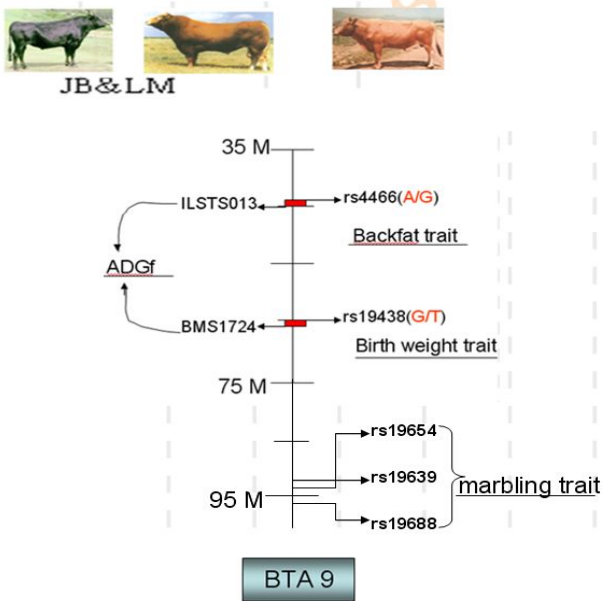 JB&LM
35 M
ILSTS013
rs4466(A/G)
Backfat trait
ADGf
BMS1724
rs19438(G/T)
Birth weight trait
75 M
rs19654
rs19639
marbling trait
95 M
rs19688
BTA 9